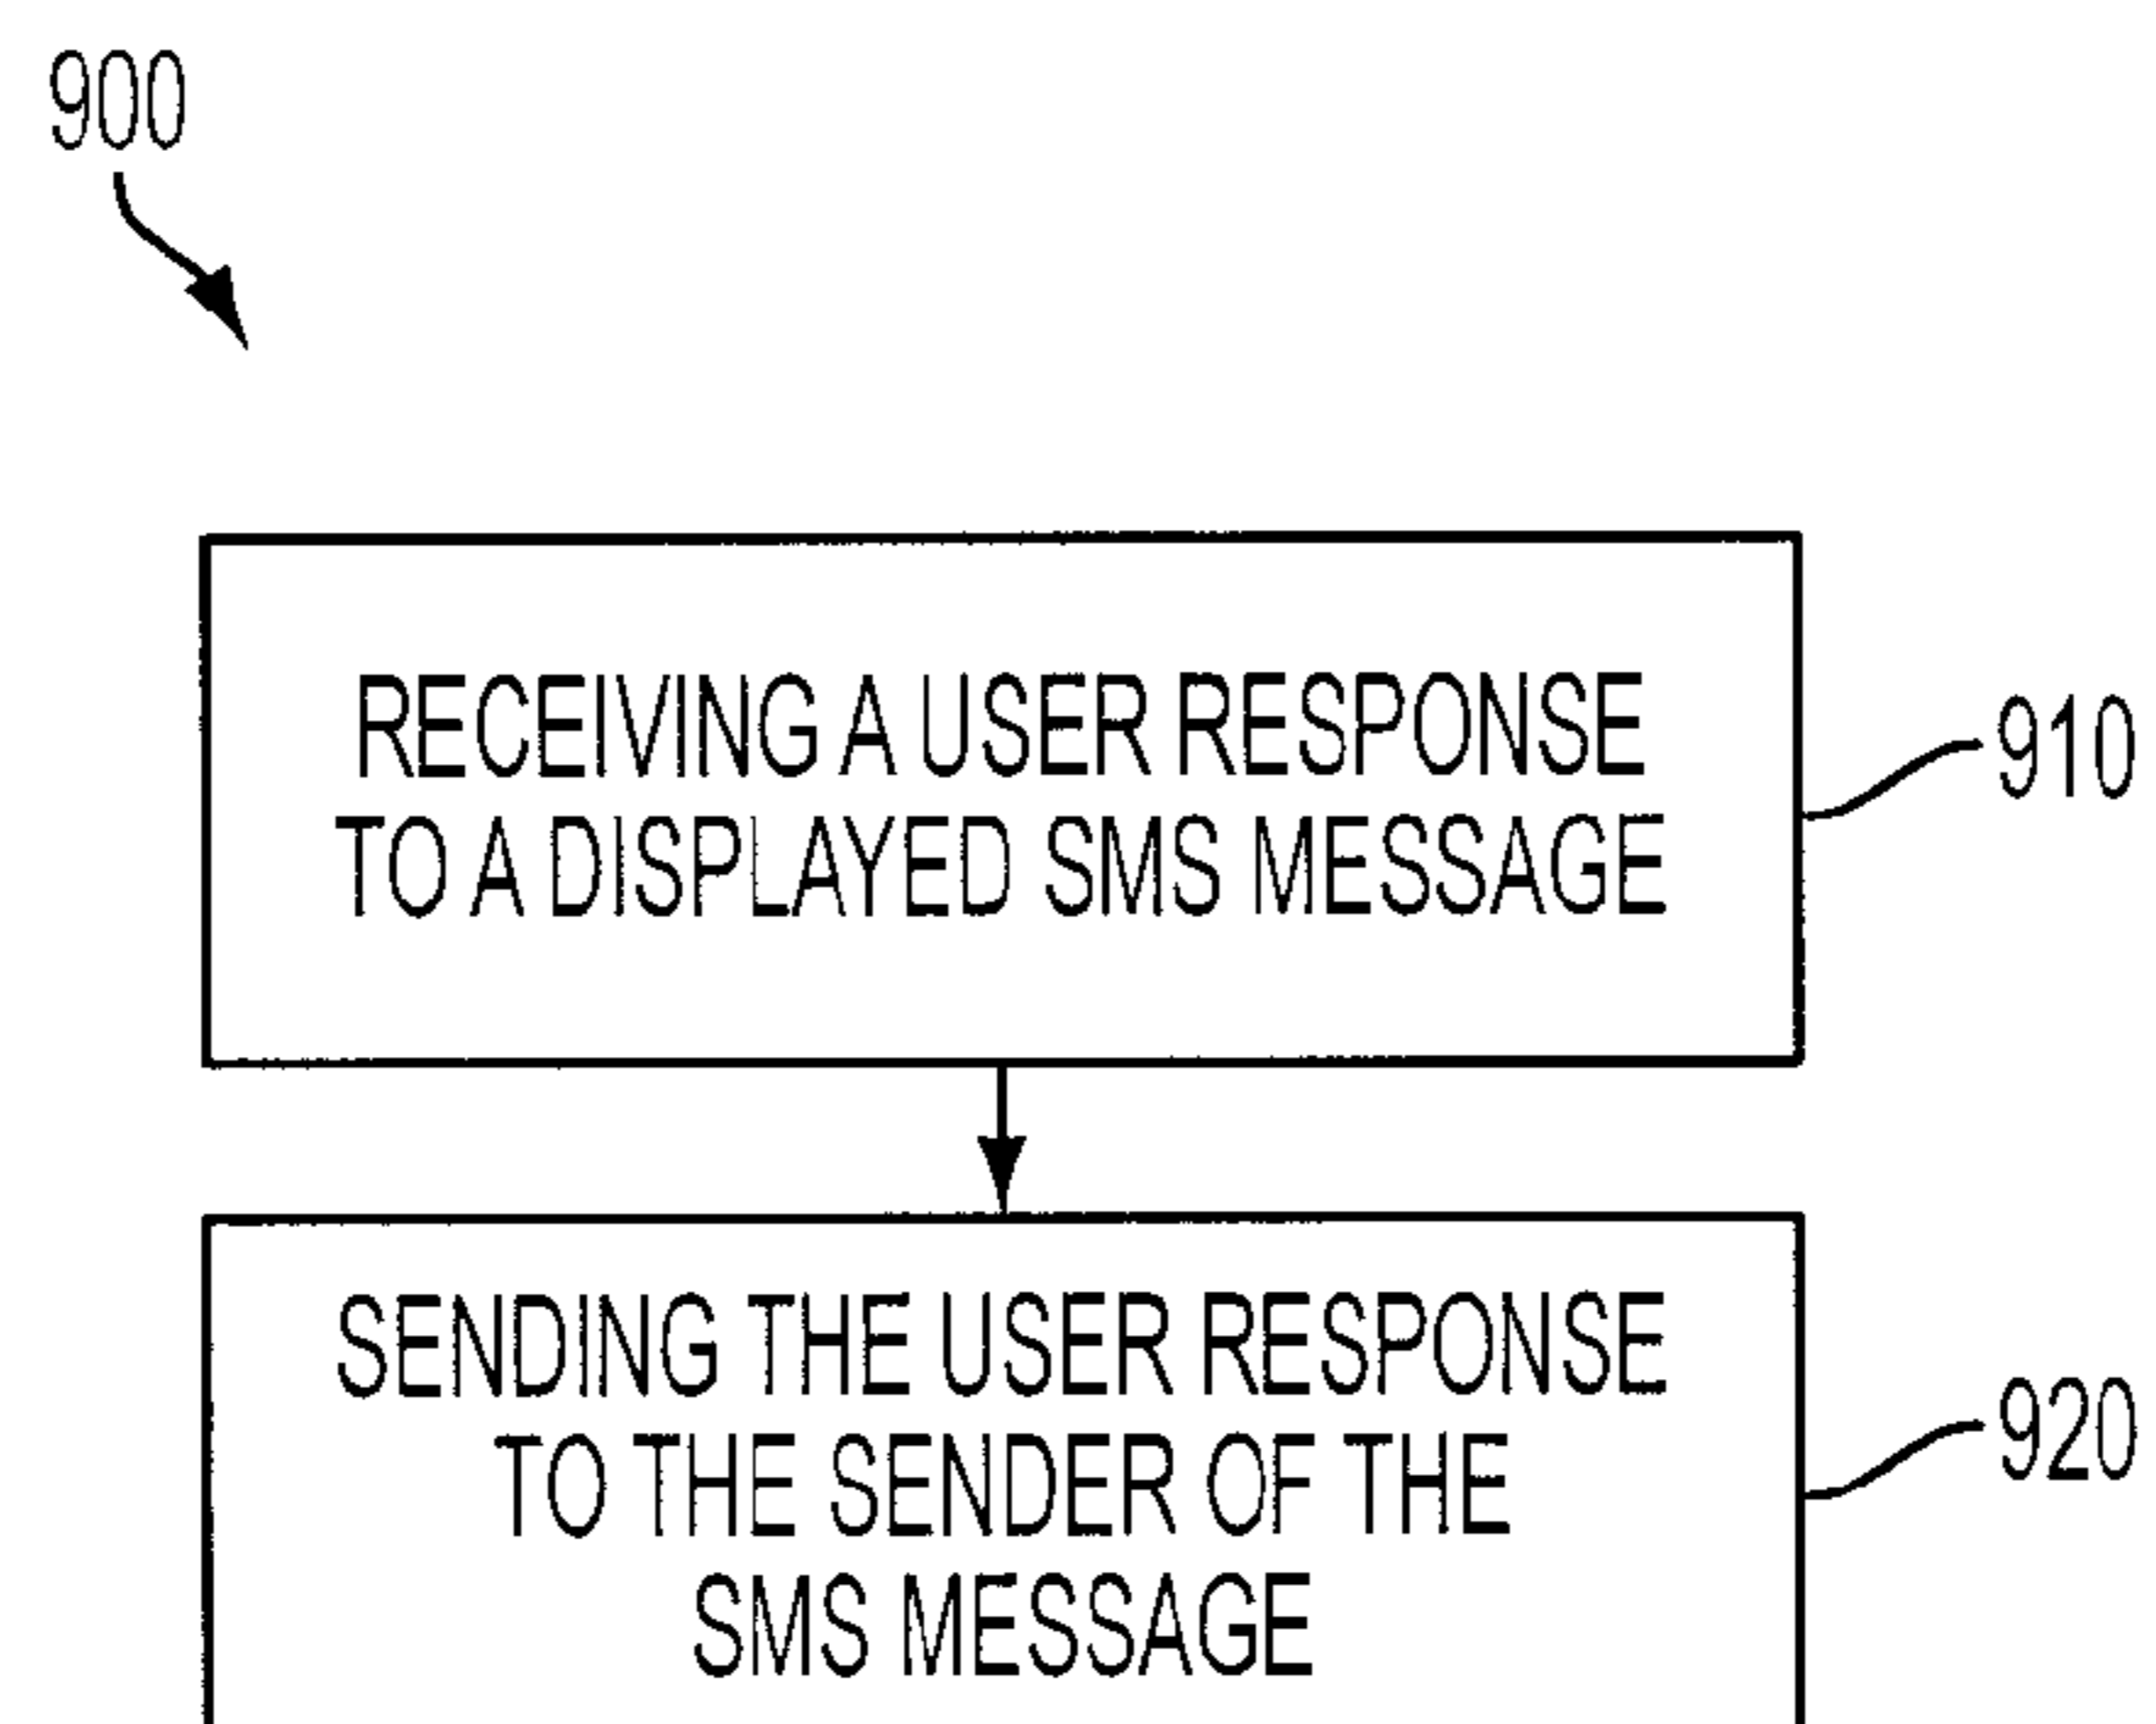 900
RECEIVING A USER RESPONSE
TO A DISPLAYED SMS MESSAGE
910
SENDING THE USER RESPONSE
TO THE SENDER OF THE
SMS MESSAGE
920